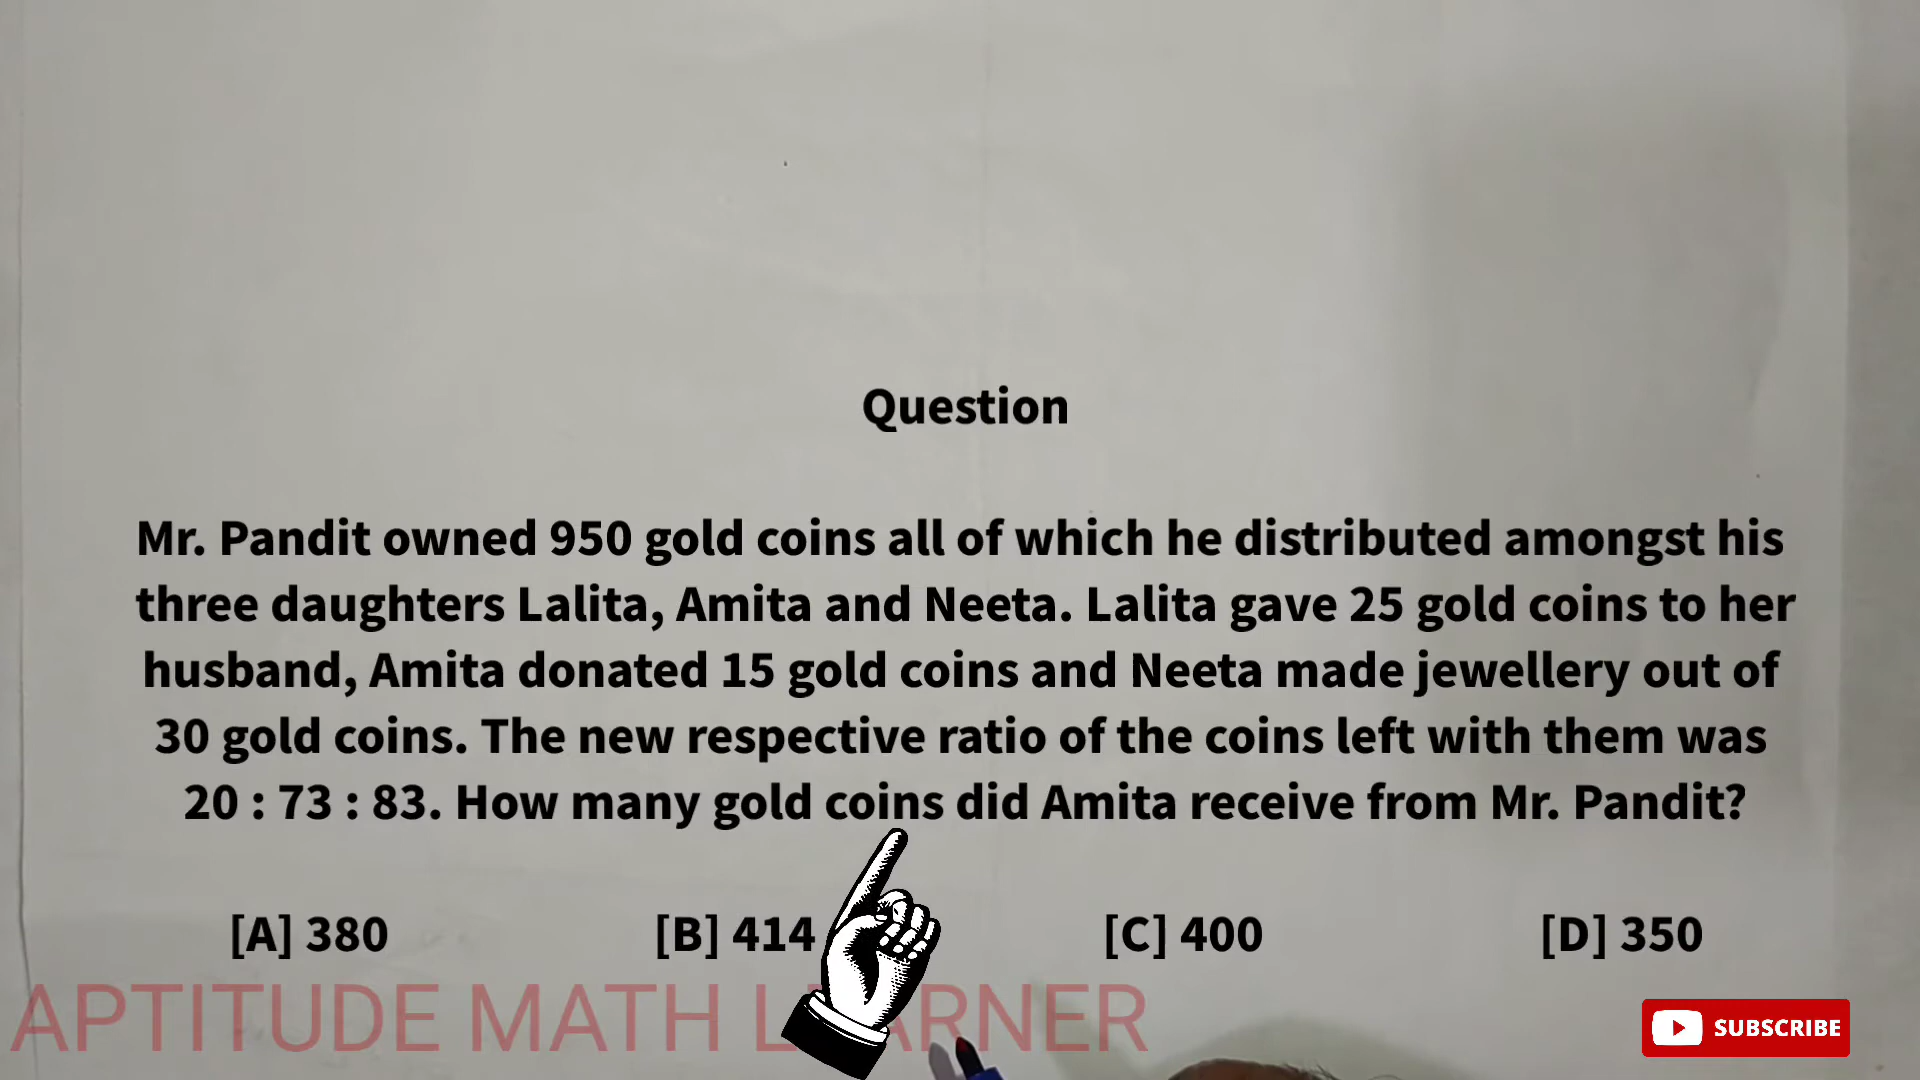 Question
Mr. Pandit owned 950 gold coins all of which he distributed amongst his
three daughters Lalita, Amita and Neeta. Lalita gave 25 gold coins to her
husband, Amita donated 15 gold coins and Neeta made jewellery out of
30 gold coins. The new respective ratio of the coins left with them was
20 : 73 : 83. How many gold coins did Amita receive from Mr. Pandit?
[A] 380 [B] 414 [C] 400 [D] 350
APTITUDE MATH LEARNER
SUBSCRIBE